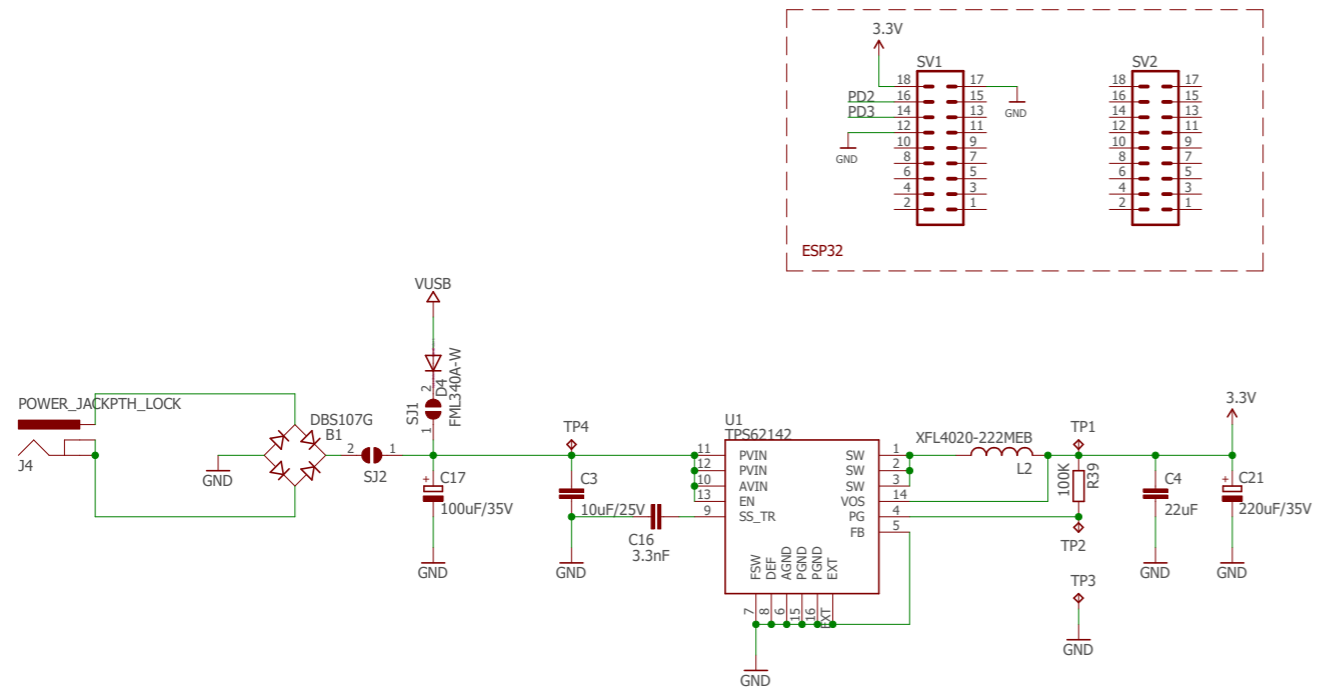 3.3V
SV1
SV2
18 17
16 15
14 13
12 11
10 9
8 7
6 5
4 3
2 1
18 17
16 15
14 13
12 11
10 9
8 7
6 5
4 3
2 1
PD2
PD3
GND
GND
ESP32
VUSB
D4
FML340A-W
SJ1
2
1
POWER_JACKPTH_LOCK
J4
DBS107G
B1
GND
2 1
SJ2
C17
100uF/35V
GND
TP4
C3
10uF/25V
GND
C16
3.3nF
U1
TPS62142
11 PVIN
12 PVIN
10 AVIN
13 EN
9 SS_TR
SW 1
SW 2
SW 3
VOS 14
PG 4
FB 5
FSW
DEF
AGND
PGND
PGND
EXT
7
8
6
15
16
GND
XFL4020-222MEB
L2
TP1
100K
R39
TP2
TP3
GND
C4
22uF
GND
3.3V
C21
220uF/35V
GND